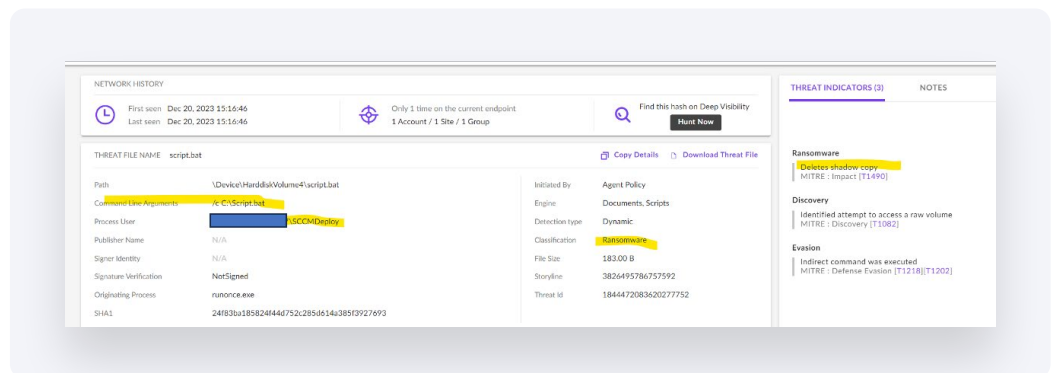 NETWORK HISTORY
First seen Dec 20, 2023 15:16:46
Last seen Dec 20, 2023 15:16:46
Only 1 time on the current endpoint
1 Account / 1 Site / 1 Group
Find this hash on Deep Visibility
Hunt Now
THREAT FILE NAME script.bat
Copy Details Download Threat File
Path \Device\HarddiskVolume4\script.bat
Command Line Arguments /c C:\Script.bat
Process User \SCCMDeploy
Publisher Name N/A
Signer Identity N/A
Signature Verification NotSigned
Originating Process runonce.exe
SHA1 24f83ba185824f44d752c285d614a385f3927693
Initiated By Agent Policy
Engine Documents, Scripts
Detection type Dynamic
Classification Ransomware
File Size 183.00 B
Storyline 3826495786757592
Threat Id 1844472083620277752
THREAT INDICATORS (3) NOTES
Ransomware
Deletes shadow copy
MITRE : Impact [T1490]
Discovery
Identified attempt to access a raw volume
MITRE : Discovery [T1082]
Evasion
Indirect command was executed
MITRE : Defense Evasion [T1218][T1202]